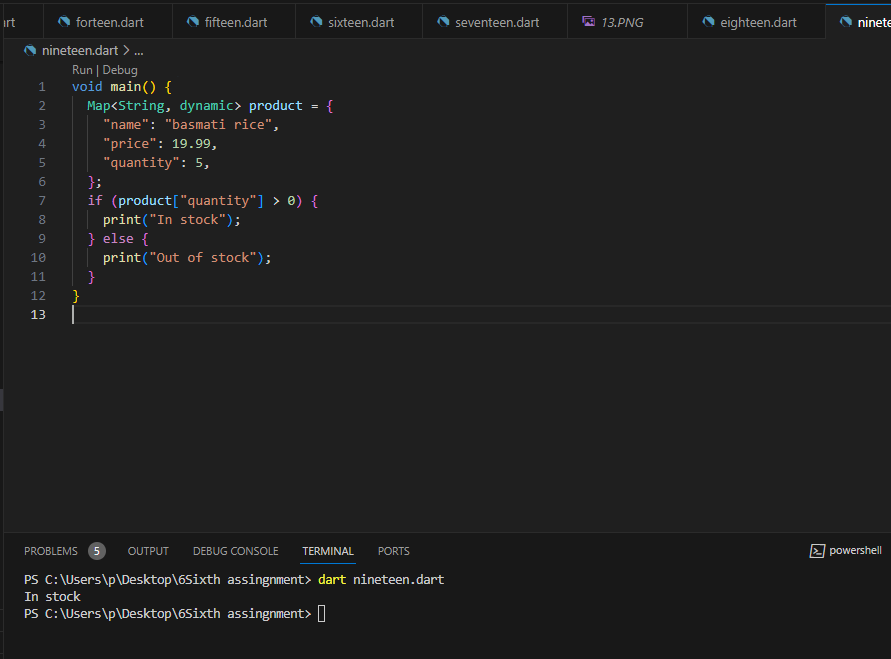 rt forteen.dart fifteen.dart sixteen.dart seventeen.dart 13.PNG eighteen.dart ninete
nineteen.dart > ...
Run | Debug
1 void main() {
2 Map<String, dynamic> product = {
3 "name": "basmati rice",
4 "price": 19.99,
5 "quantity": 5,
6 };
7 if (product["quantity"] > 0) {
8 print("In stock");
9 } else {
10 print("Out of stock");
11 }
12 }
13
PROBLEMS 5 OUTPUT DEBUG CONSOLE TERMINAL PORTS powershell
PS C:\Users\p\Desktop\6Sixth assingnment> dart nineteen.dart
In stock
PS C:\Users\p\Desktop\6Sixth assingnment>